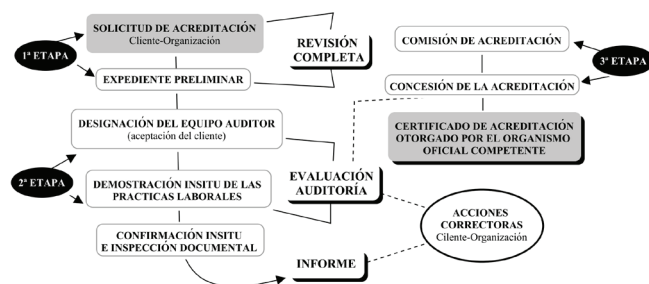 SOLICITUD DE ACREDITACIÓN
Cliente-Organización
1ª ETAPA
EXPEDIENTE PRELIMINAR
REVISIÓN
COMPLETA
DESIGNACIÓN DEL EQUIPO AUDITOR
(aceptación del cliente)
2ª ETAPA
DEMOSTRACIÓN INSITU DE LAS
PRACTICAS LABORALES
EVALUACIÓN
AUDITORÍA
CONFIRMACIÓN INSITU
E INSPECCIÓN DOCUMENTAL
INFORME
ACCIONES
CORRECTORAS
Cilente-Organización
COMISIÓN DE ACREDITACIÓN
3ª ETAPA
CONCESIÓN DE LA ACREDITACIÓN
CERTIFICADO DE ACREDITACIÓN
OTORGADO POR EL ORGANISMO
OFICIAL COMPETENTE